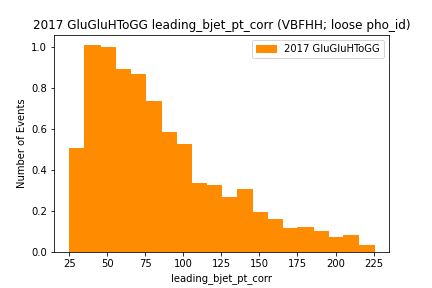 2017 GluGluHToGG leading_bjet_pt_corr (VBFHH; loose pho_id)
2017 GluGluHToGG
Number of Events
1.0
0.8
0.6
0.4
0.2
0.0
25 50 75 100 125 150 175 200 225
leading_bjet_pt_corr